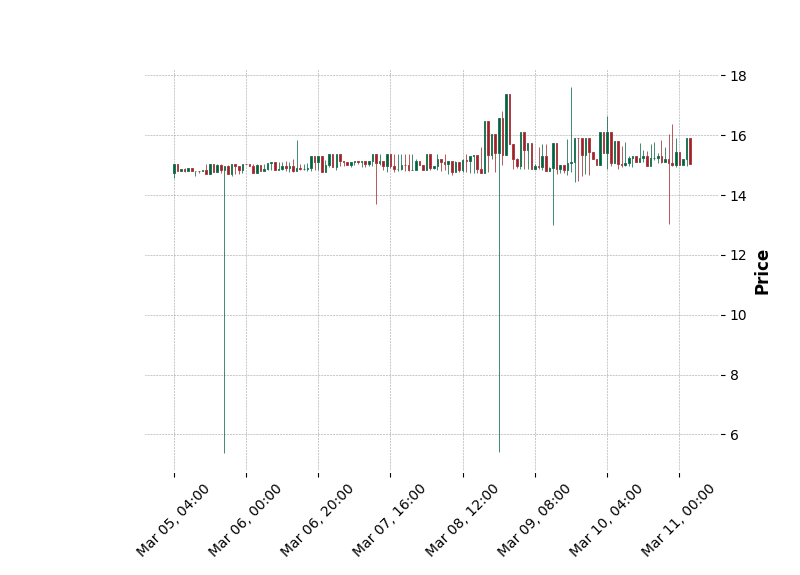 18
16
14
12
10
8
6
Price
Mar 05, 04:00
Mar 06, 00:00
Mar 06, 20:00
Mar 07, 16:00
Mar 08, 12:00
Mar 09, 08:00
Mar 10, 04:00
Mar 11, 00:00